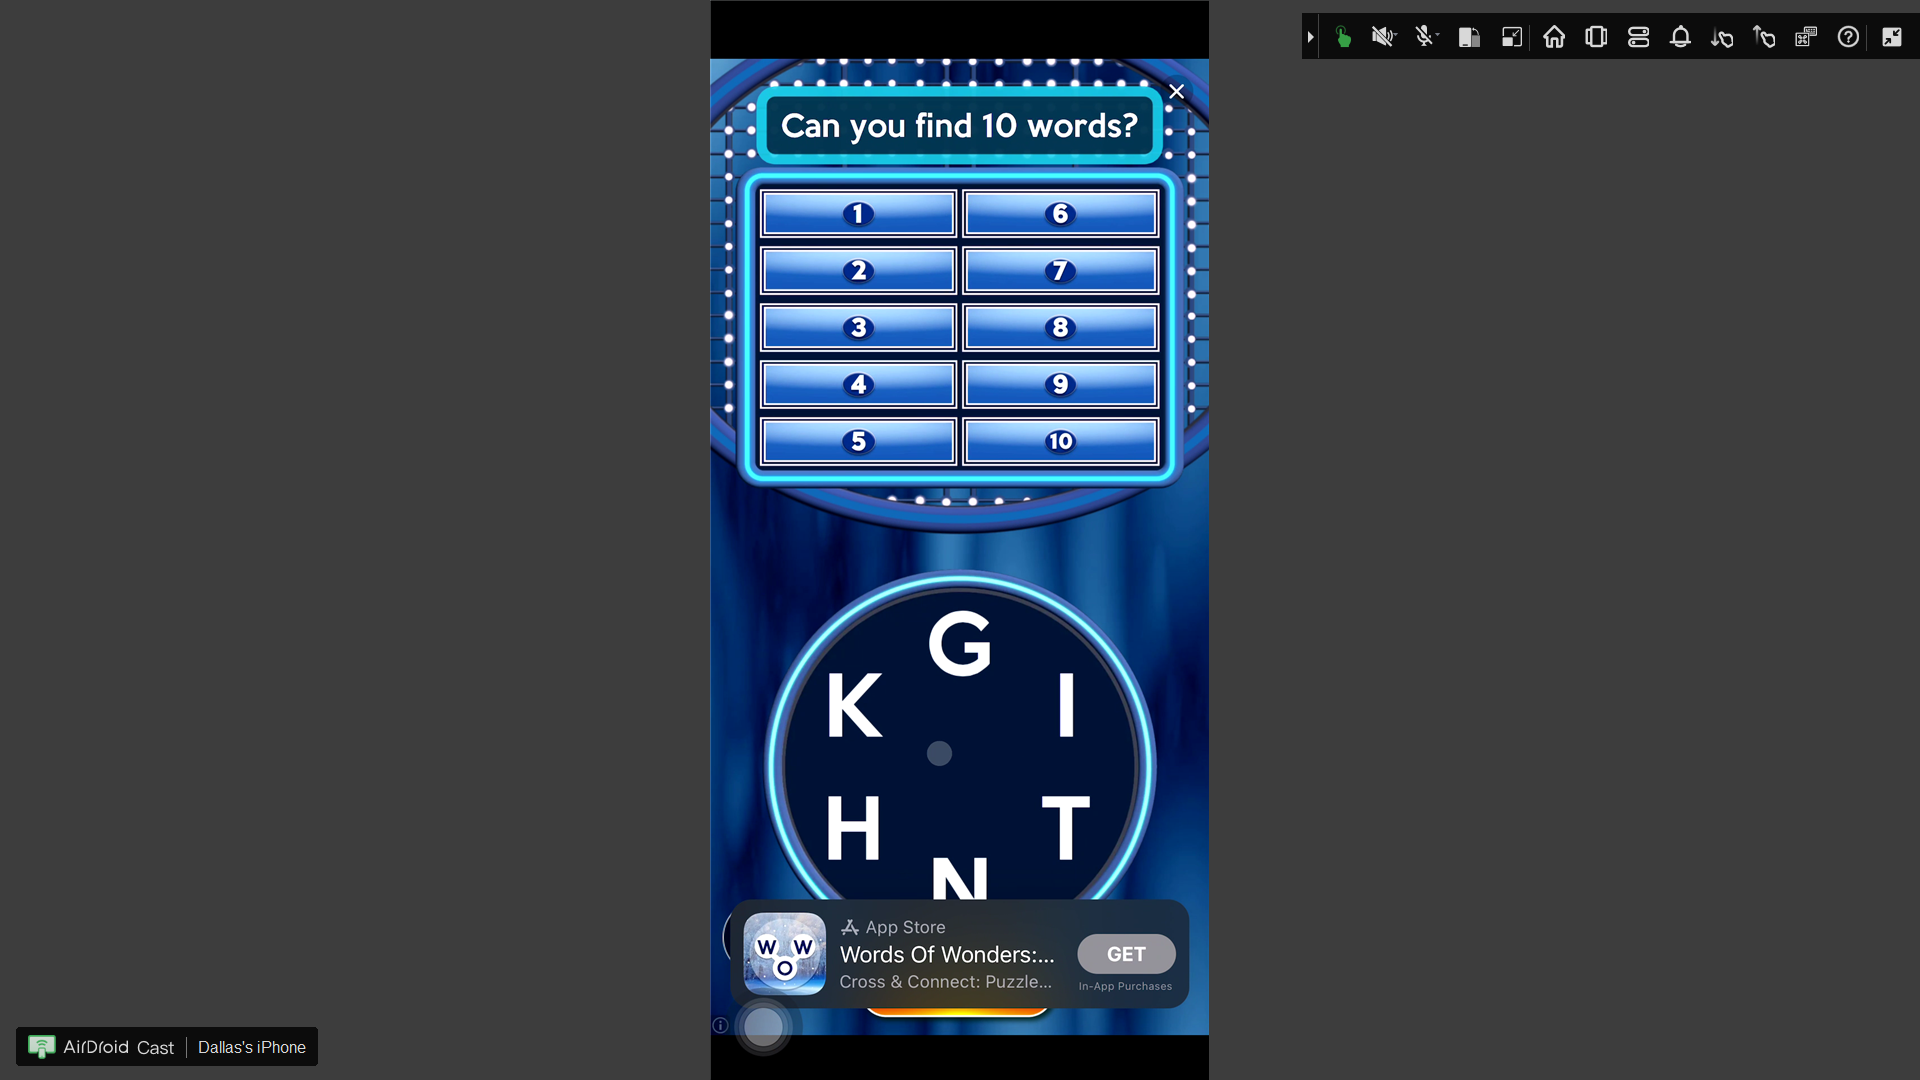 Can you find 10 words?
1 6
2 7
3 8
4 9
5 10
G
K I
H T
N
W W
O
App Store
Words Of Wonders:...
Cross & Connect: Puzzle...
GET
In-App Purchases
AirDroid Cast Dallas's iPhone